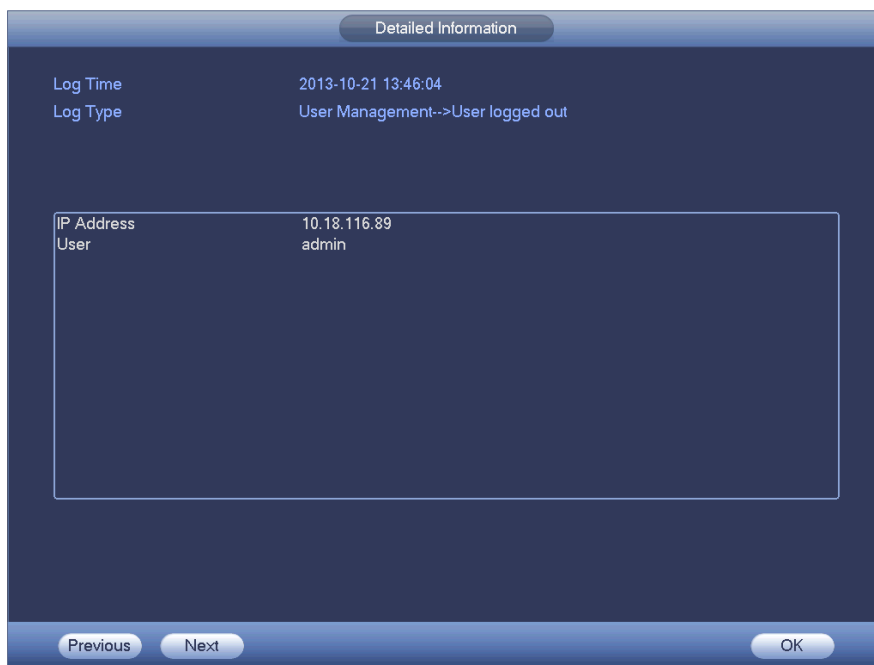 Detailed Information
Log Time 2013-10-21 13:46:04
Log Type User Management-->User logged out
IP Address 10.18.116.89
User admin
Previous Next OK